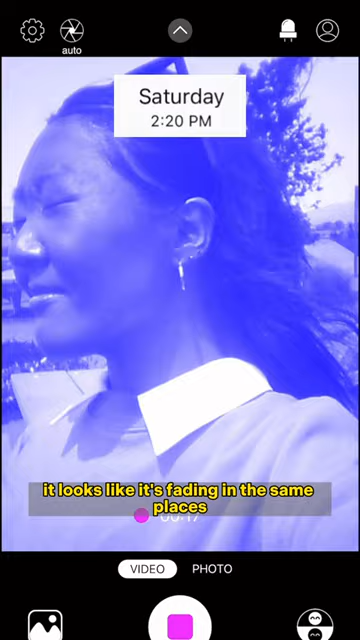 auto
Saturday
2:20 PM
it looks like it's fading in the same
places
VIDEO
PHOTO